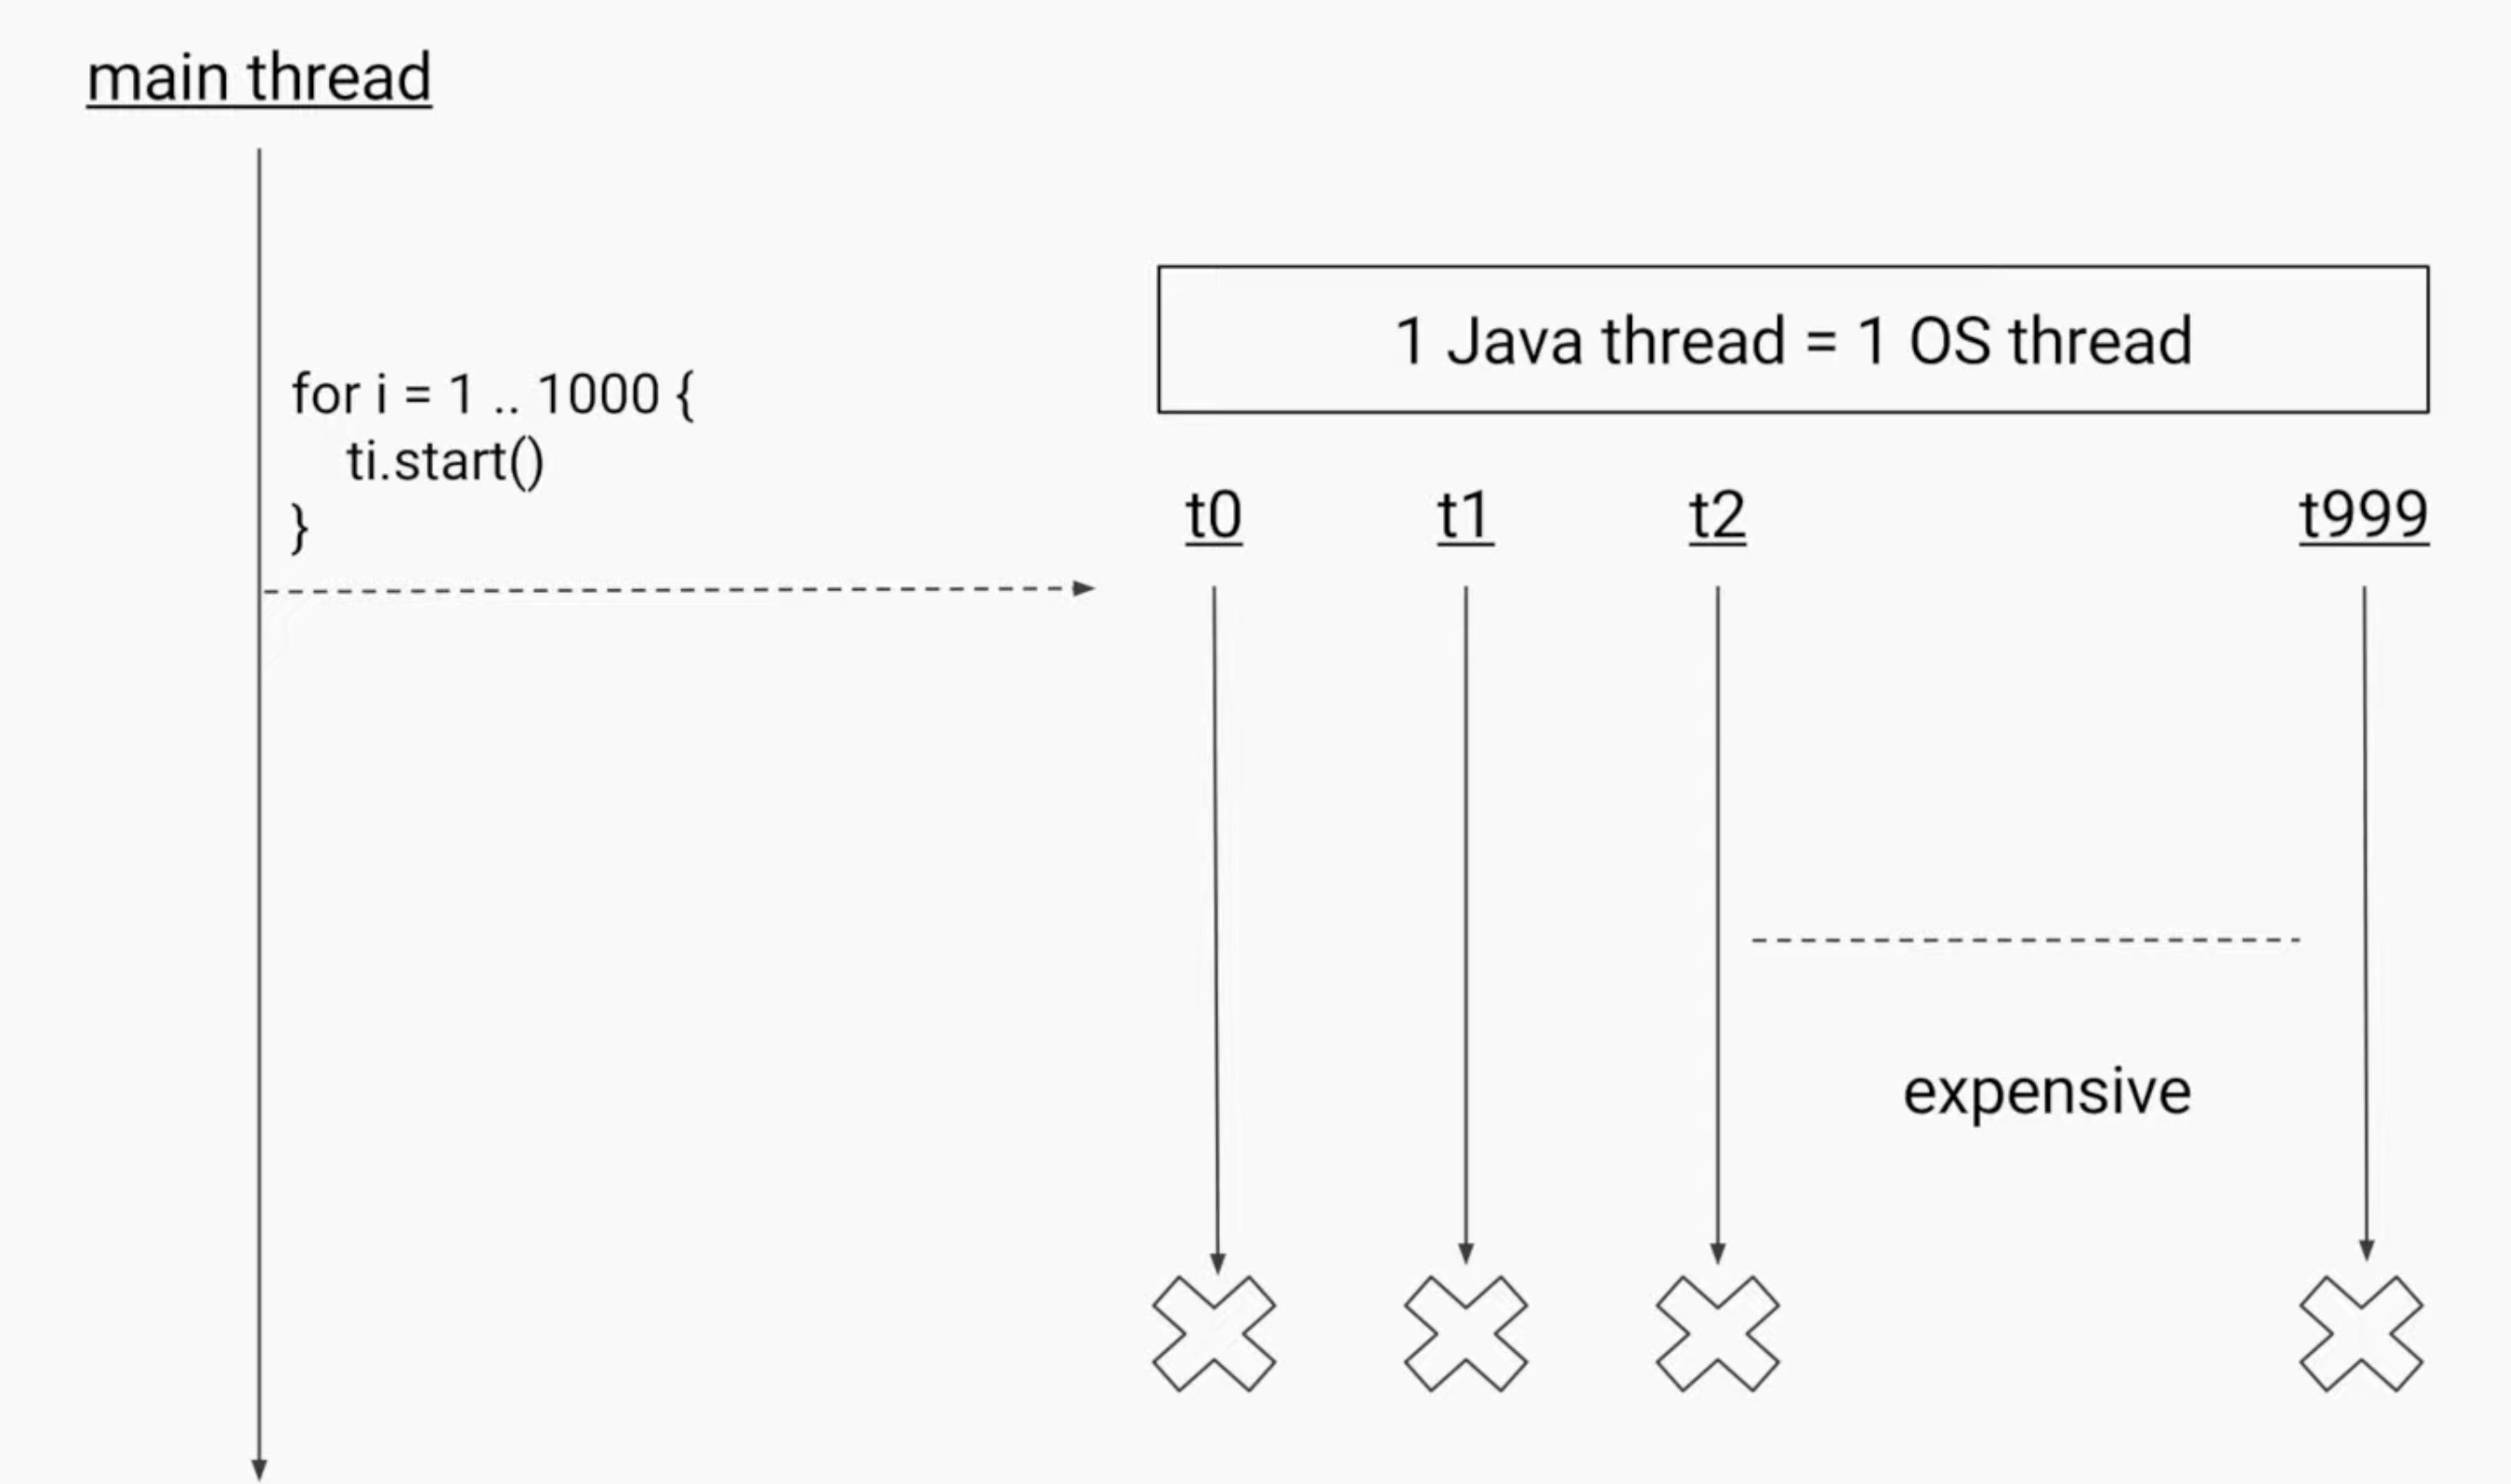 main thread
for i = 1 .. 1000 {
ti.start()
}
1 Java thread = 1 OS thread
t0
t1
t2
t999
expensive